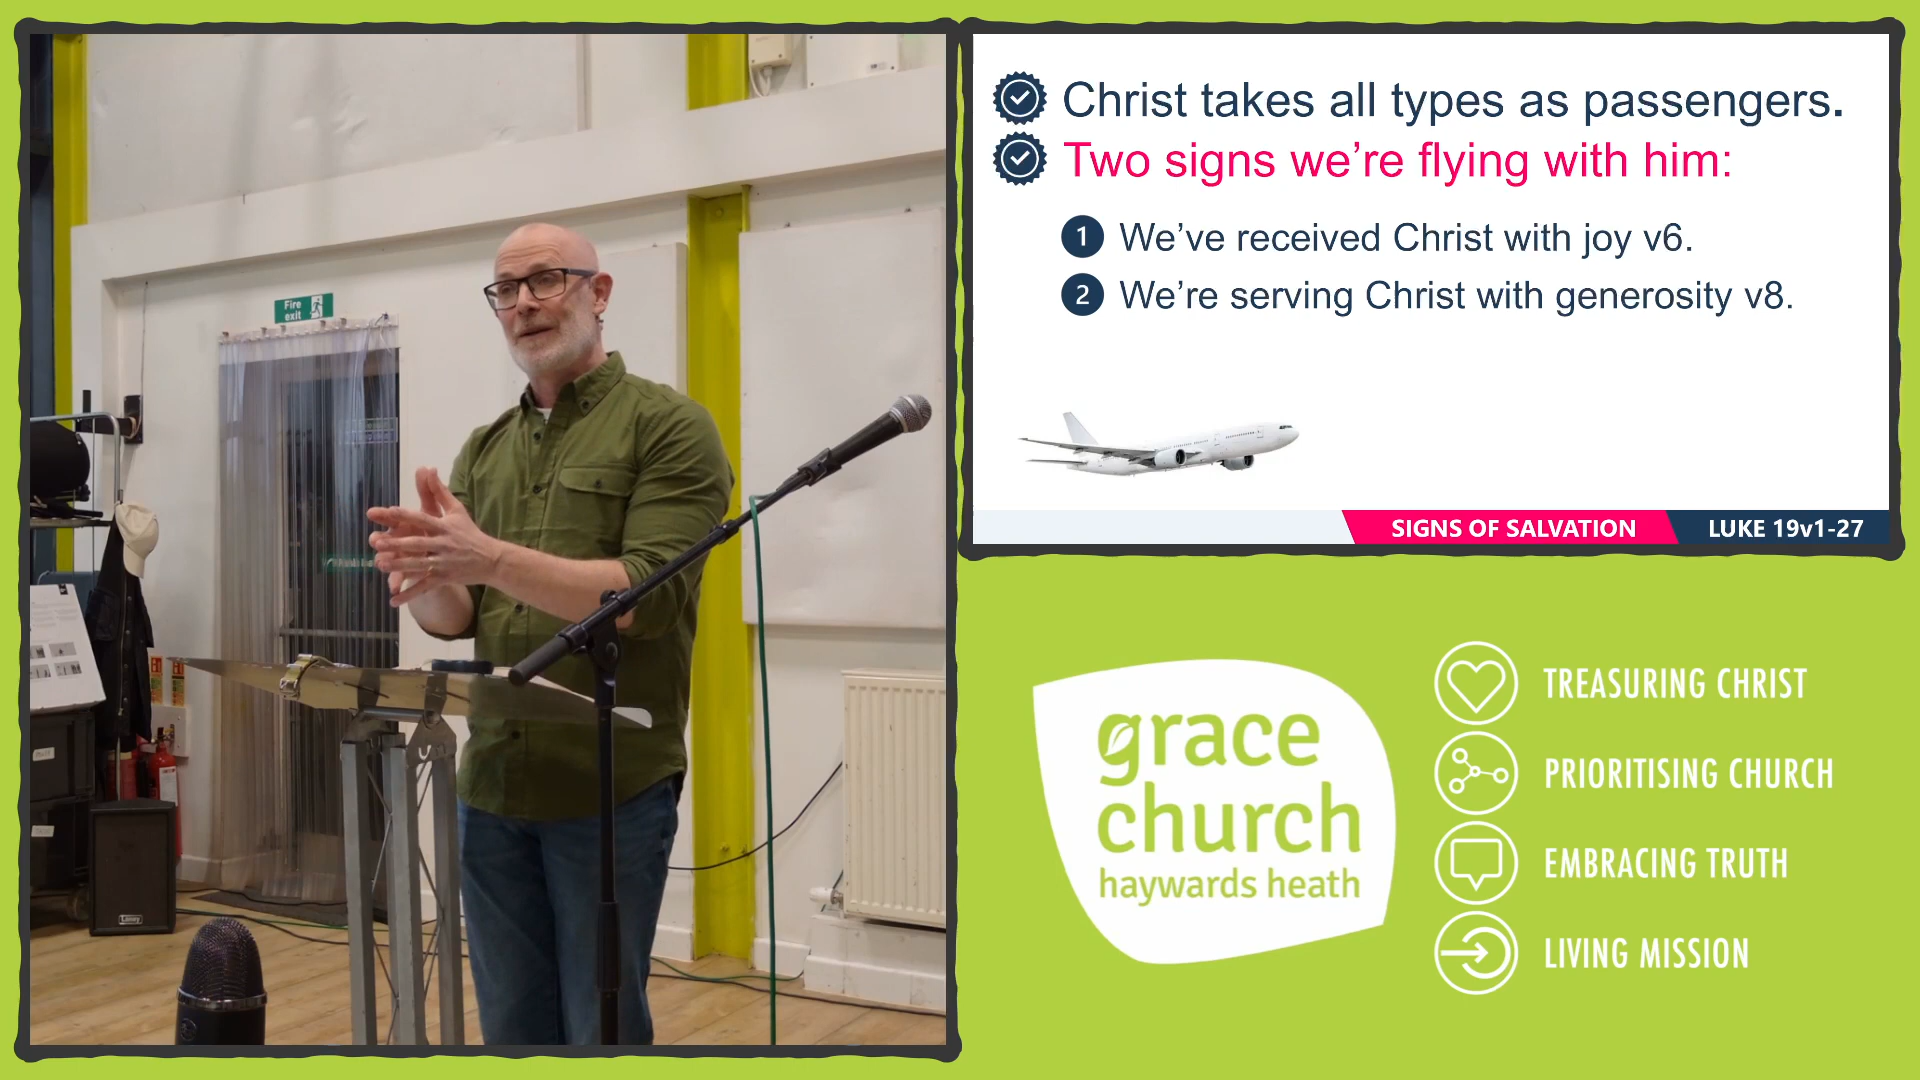 Fire
exit
Laney
Christ takes all types as passengers.
Two signs we’re flying with him:
1 We’ve received Christ with joy v6.
2 We’re serving Christ with generosity v8.
SIGNS OF SALVATION
LUKE 19v1-27
grace
church
haywards heath
TREASURING CHRIST
PRIORITISING CHURCH
EMBRACING TRUTH
LIVING MISSION